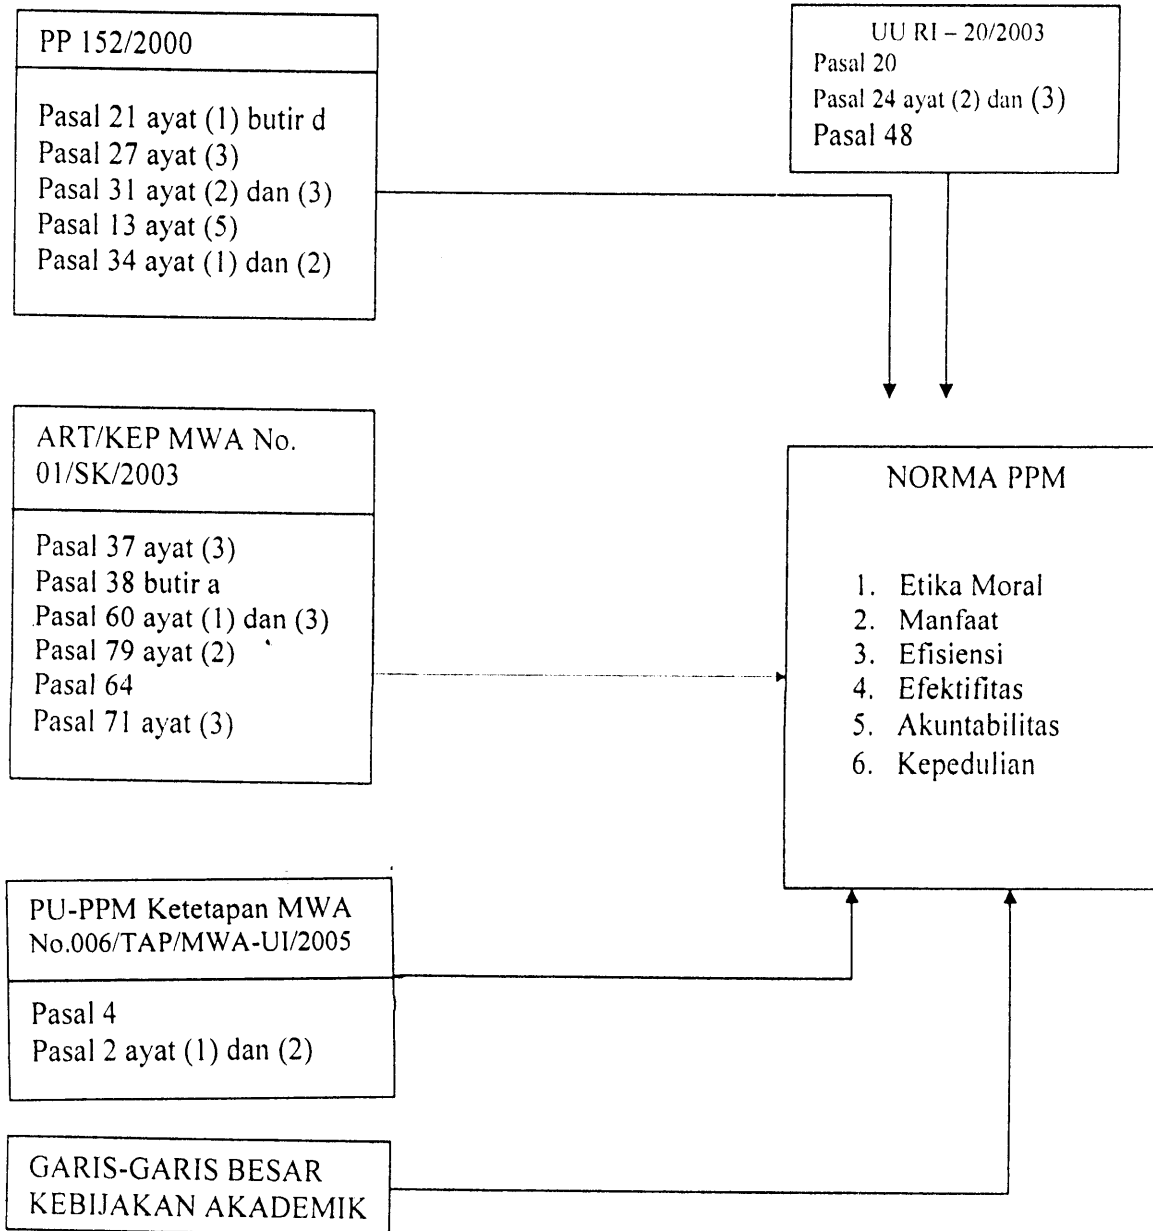 PP 152/2000
Pasal 21 ayat (1) butir d
Pasal 27 ayat (3)
Pasal 31 ayat (2) dan (3)
Pasal 13 ayat (5)
Pasal 34 ayat (1) dan (2)
UU RI – 20/2003
Pasal 20
Pasal 24 ayat (2) dan (3)
Pasal 48
ART/KEP MWA No.
01/SK/2003
Pasal 37 ayat (3)
Pasal 38 butir a
Pasal 60 ayat (1) dan (3)
Pasal 79 ayat (2)
Pasal 64
Pasal 71 ayat (3)
NORMA PPM
1. Etika Moral
2. Manfaat
3. Efisiensi
4. Efektifitas
5. Akuntabilitas
6. Kepedulian
PU-PPM Ketetapan MWA
No.006/TAP/MWA-UI/2005
Pasal 4
Pasal 2 ayat (1) dan (2)
GARIS-GARIS BESAR
KEBIJAKAN AKADEMIK